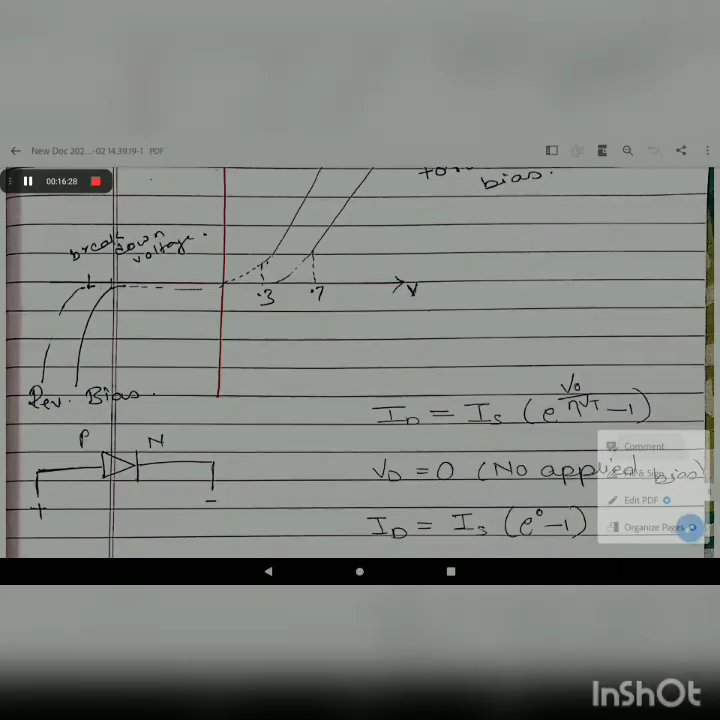 New Doc 202...-02 14.39.19-1 PDF
00:16:28
bias.
break down
voltage.
.3 .7 V
Rev. Bias.
P N
+ -
I_D = I_s (e^{V_D/ηV_T} -1)
V_D = 0 (No applied bias)
I_D = I_s (e^0 -1)
Comment
Fill & Sign
Edit PDF
Organize Pages
InShOt